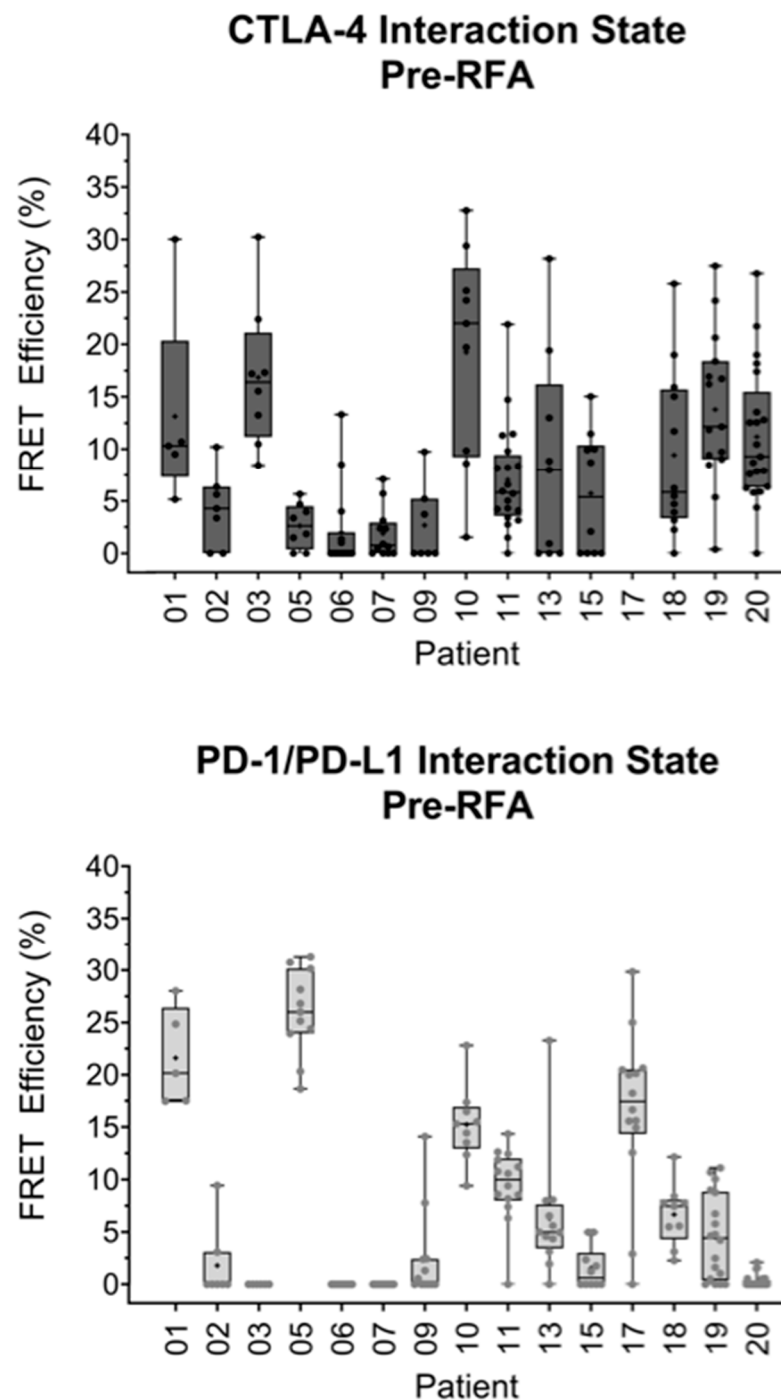 CTLA-4 Interaction State
Pre-RFA
FRET Efficiency (%)
40
35
30
25
20
15
10
5
0
01 02 03 05 06 07 09 10 11 13 15 17 18 19 20
Patient
PD-1/PD-L1 Interaction State
Pre-RFA
FRET Efficiency (%)
40
35
30
25
20
15
10
5
0
01 02 03 05 06 07 09 10 11 13 15 17 18 19 20
Patient